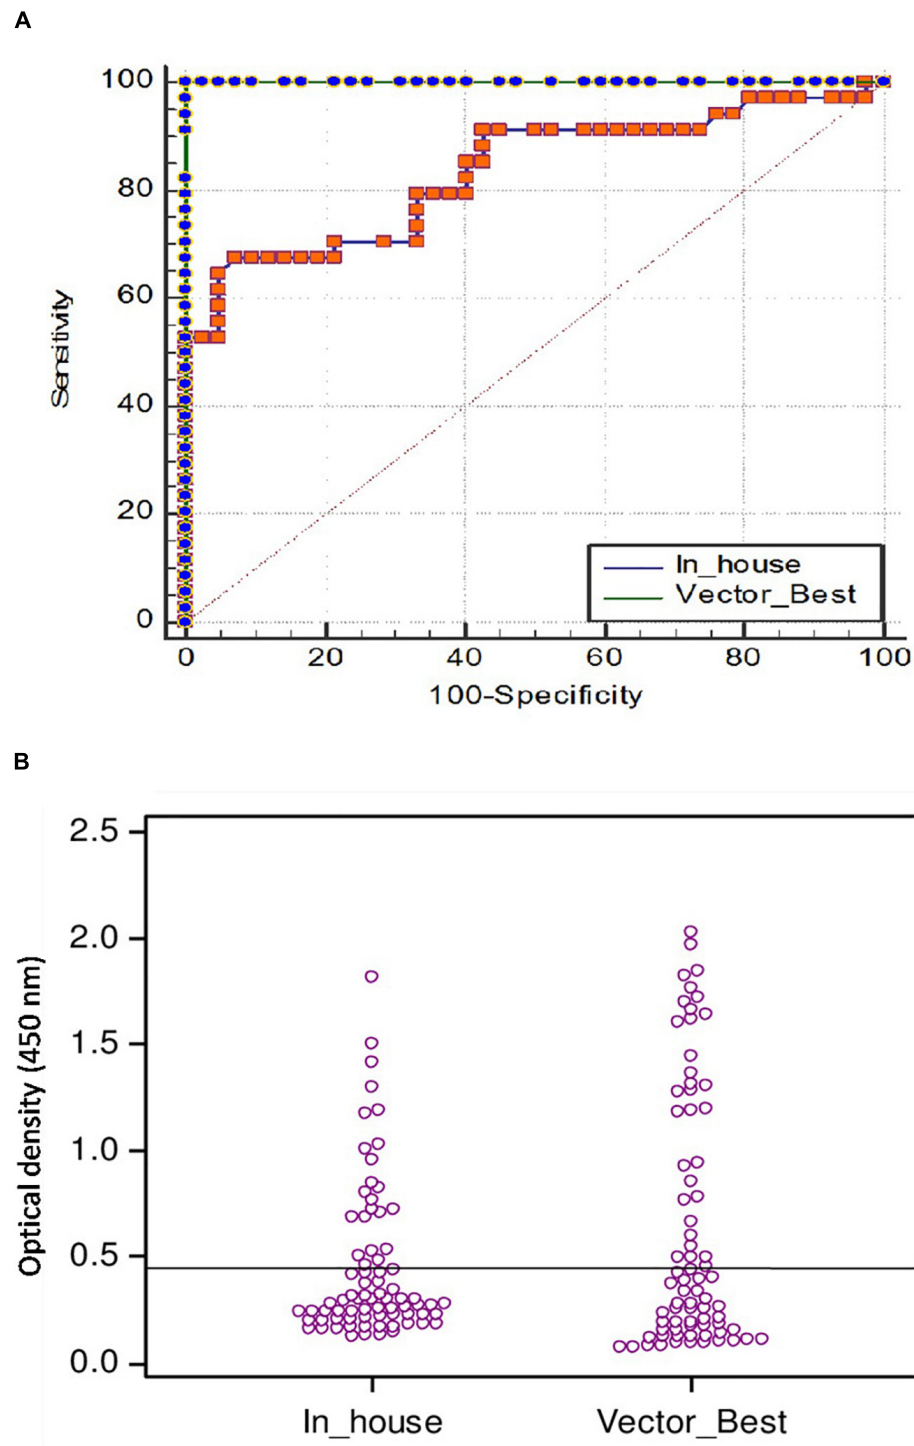 A
100
80
60
40
20
0
Sensitivity
In_house
Vector_Best
0 20 40 60 80 100
100-Specificity
B
2.5
2.0
1.5
1.0
0.5
0.0
Optical density (450 nm)
In_house Vector_Best